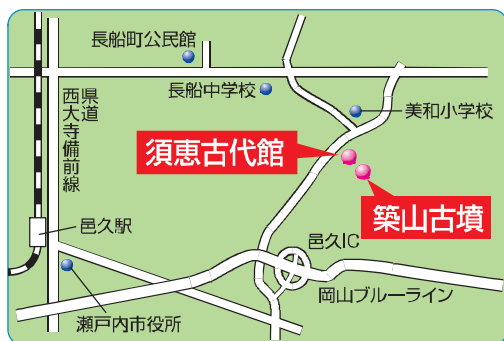 長船町公民館
長船中学校
県道
西大寺備前線
美和小学校
須恵古代館
築山古墳
邑久駅
邑久IC
岡山ブルーライン
瀬戸内市役所